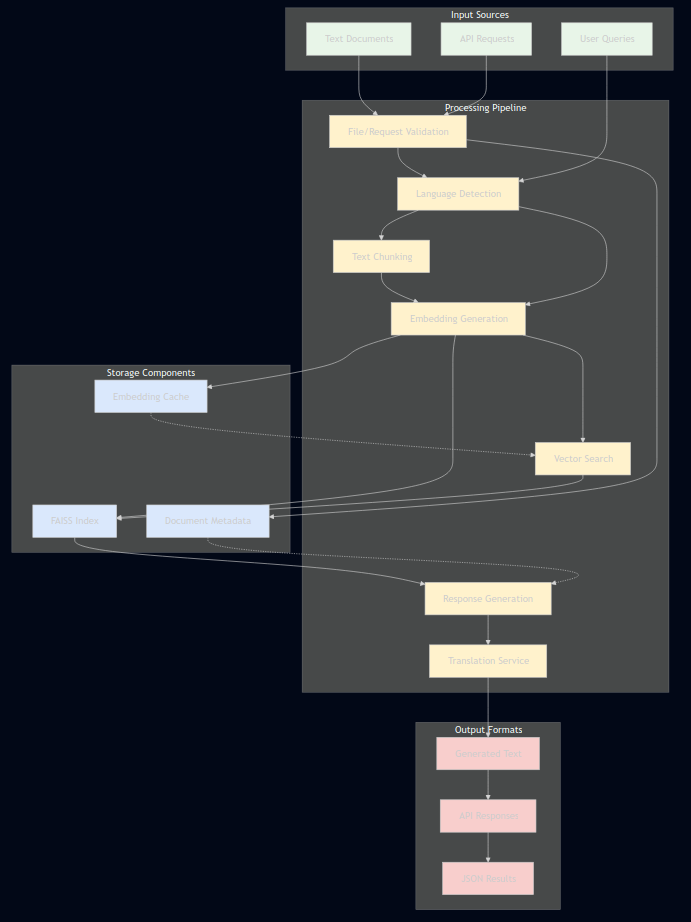 Input Sources
Text Documents
API Requests
User Queries
Processing Pipeline
File/Request Validation
Language Detection
Text Chunking
Embedding Generation
Storage Components
Embedding Cache
Vector Search
FAISS Index
Document Metadata
Response Generation
Translation Service
Output Formats
Generated Text
API Responses
JSON Results